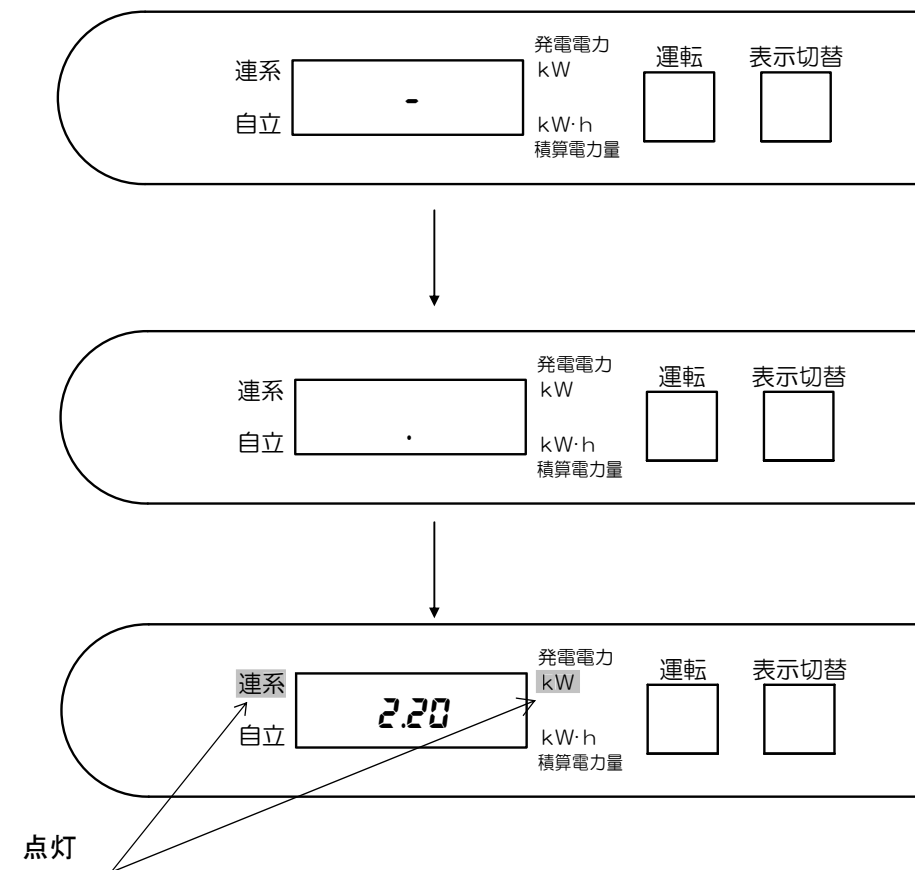 発電電力
連系 kW 運転 表示切替
-
自立 kW·h
積算電力量
発電電力
連系 kW 運転 表示切替
.
自立 kW·h
積算電力量
発電電力
連系 kW 運転 表示切替
2.20
自立 kW·h
積算電力量
点灯